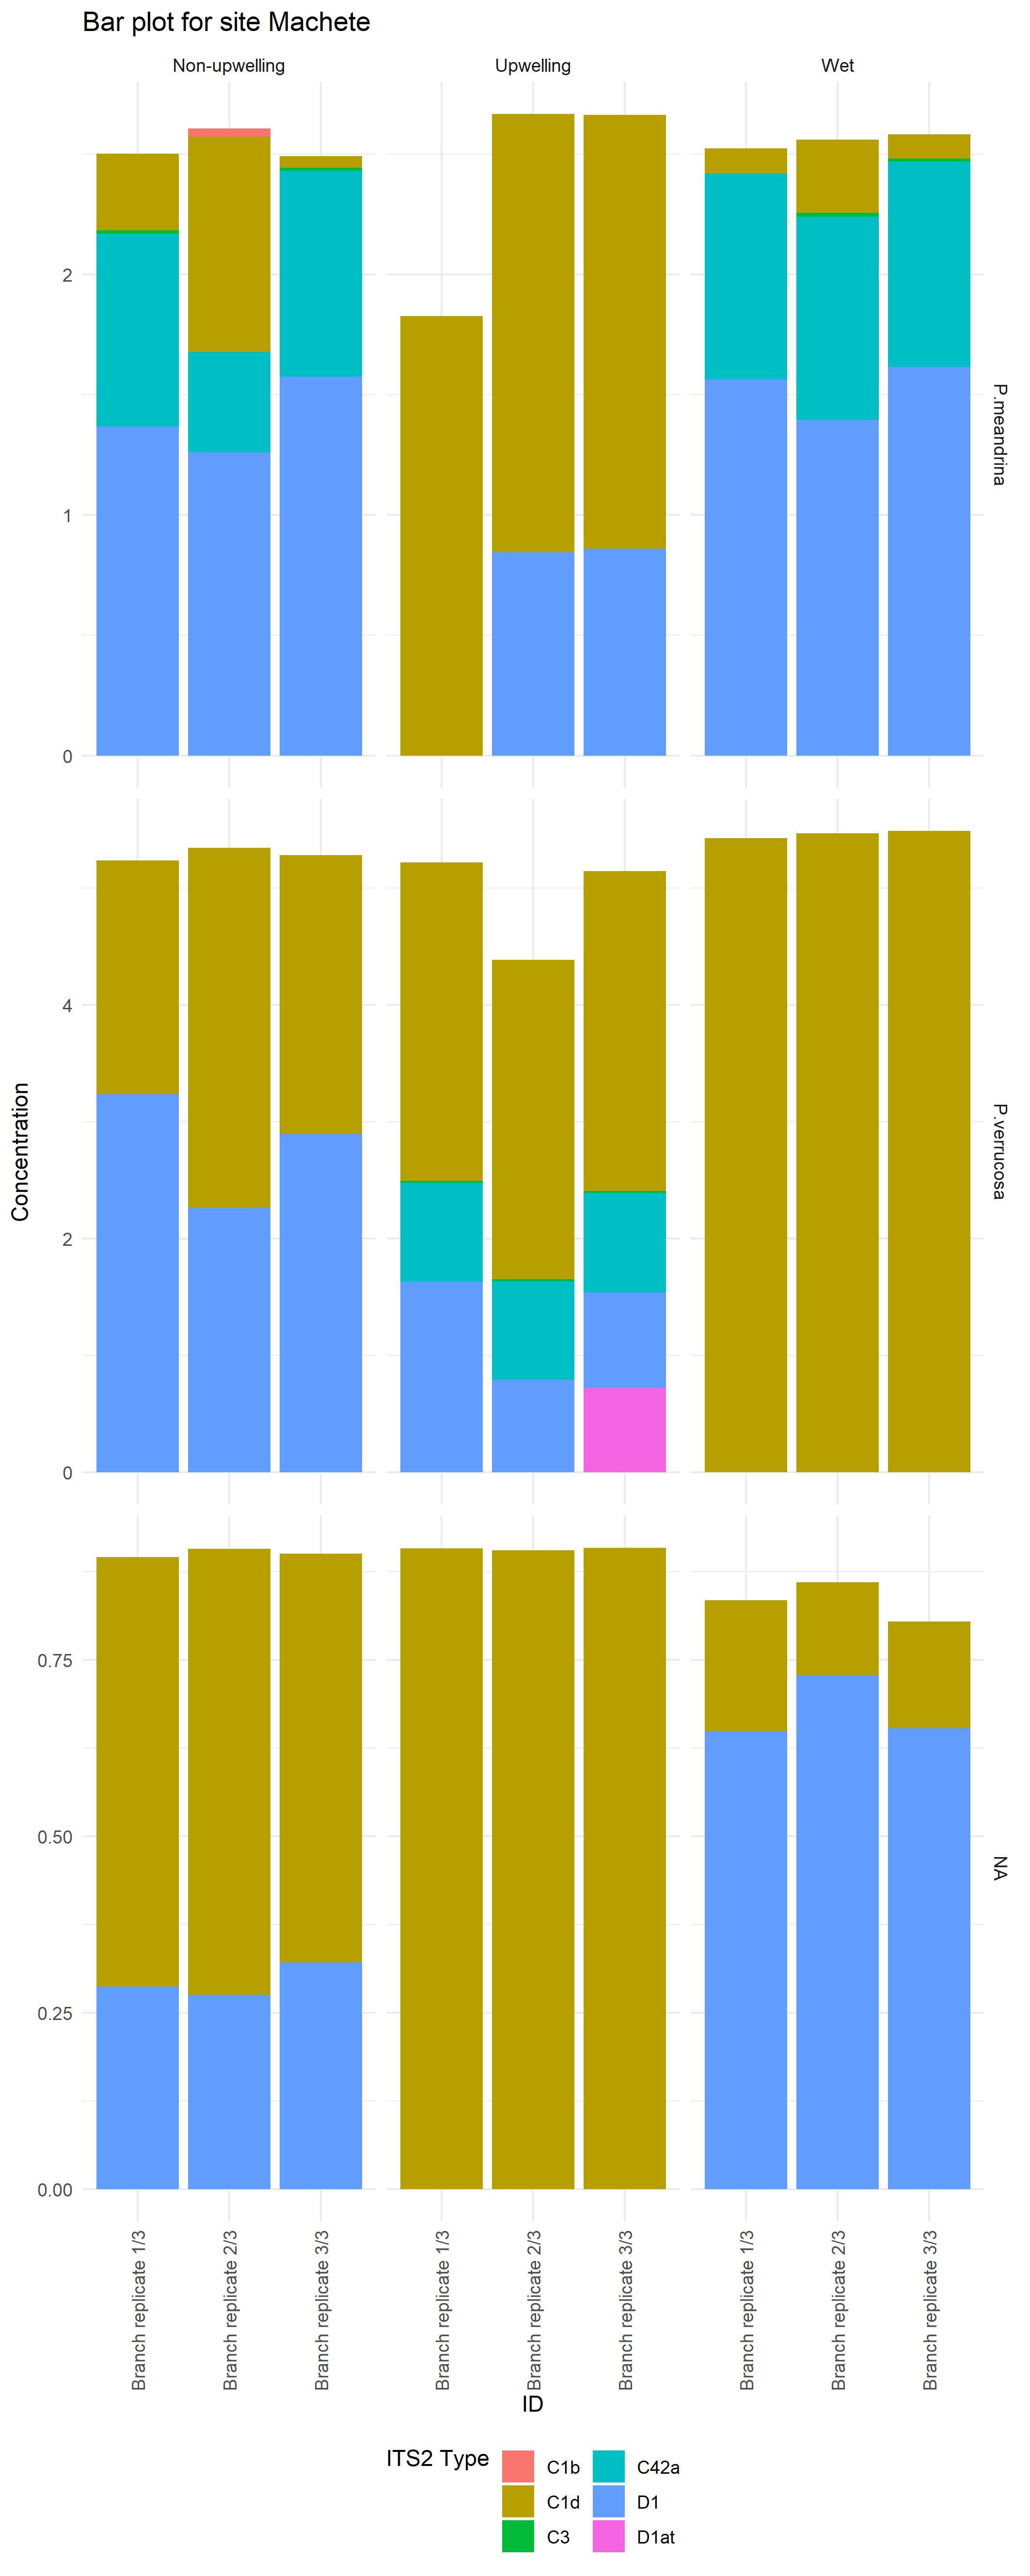 Bar plot for site Machete
Non-upwelling Upwelling Wet
2
1
0
P.meandrina
4
2
0
P.verrucosa
Concentration
0.75
0.50
0.25
0.00
NA
Branch replicate 1/3
Branch replicate 2/3
Branch replicate 3/3
Branch replicate 1/3
Branch replicate 2/3
Branch replicate 3/3
Branch replicate 1/3
Branch replicate 2/3
Branch replicate 3/3
ID
ITS2 Type
C1b
C1d
C3
C42a
D1
D1at